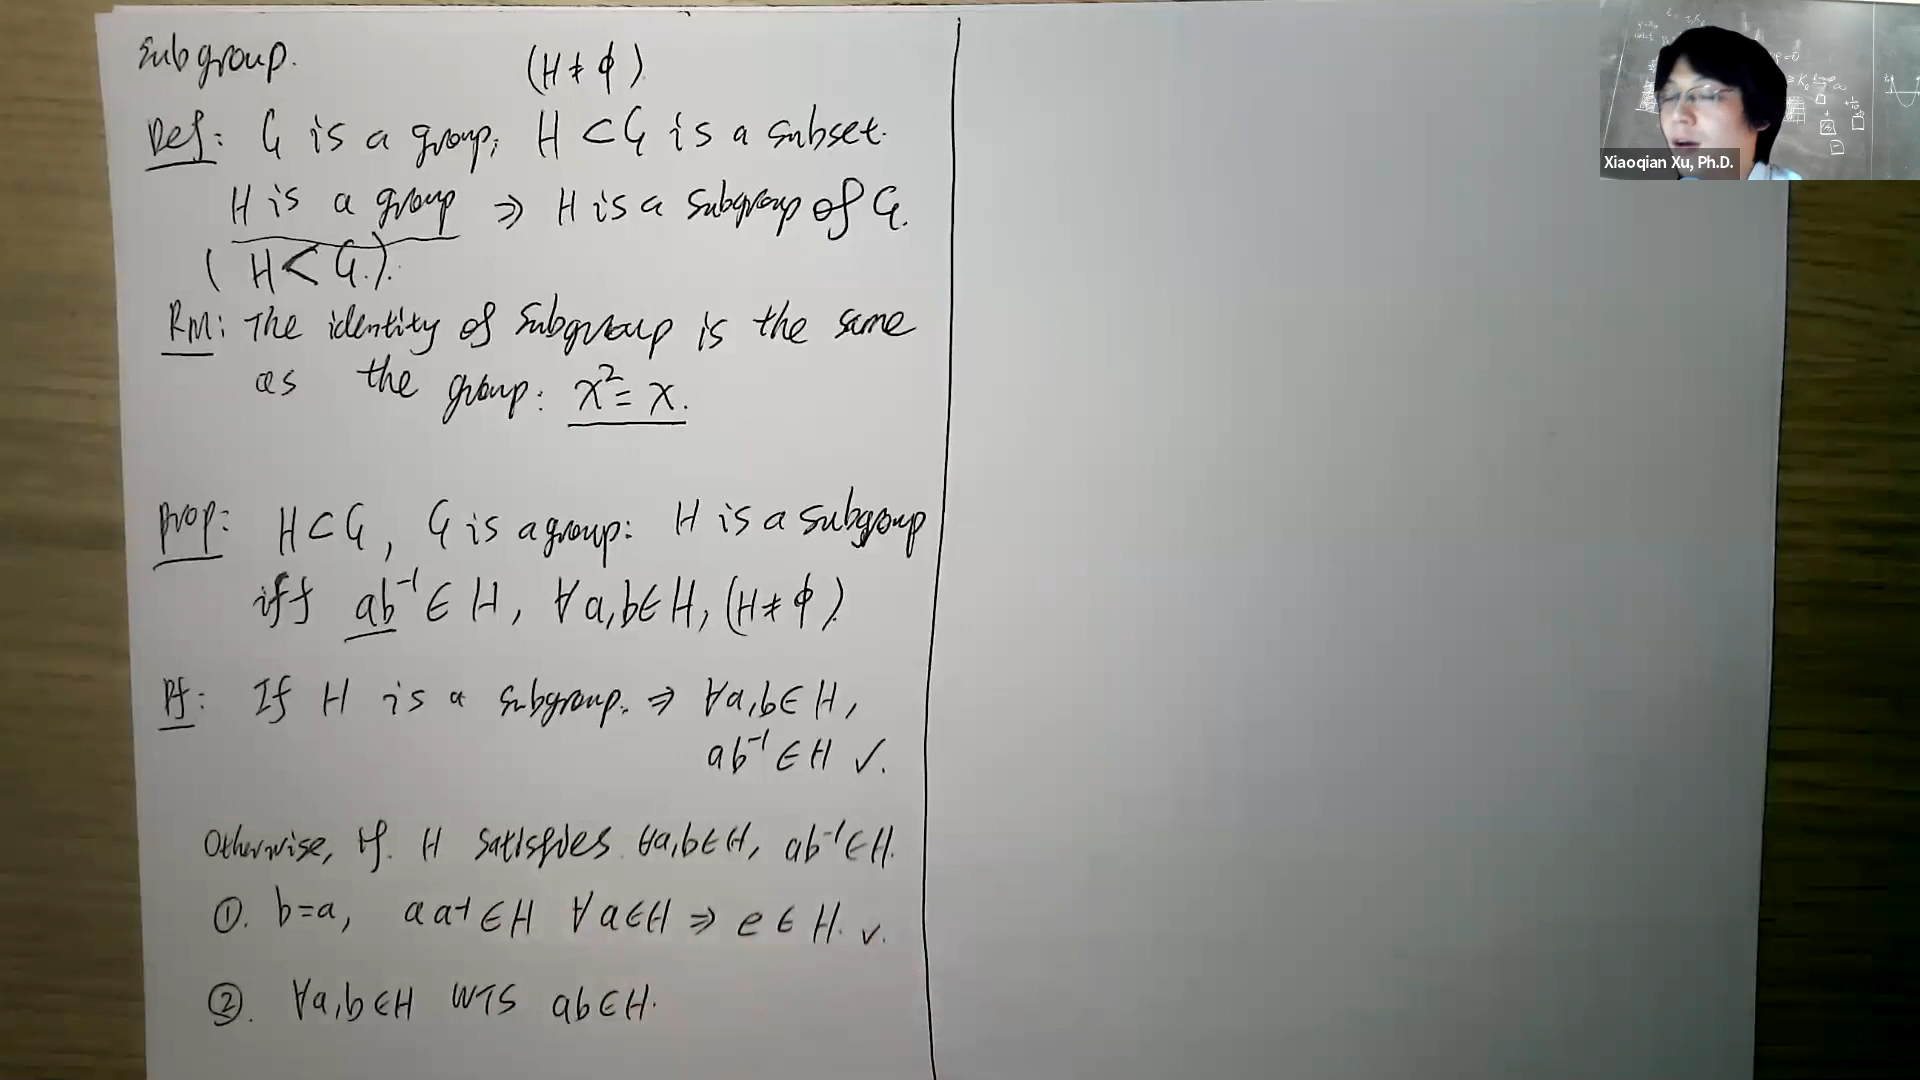 Subgroup.
(H ≠ ϕ).
Def: G is a group; H ⊂ G is a subset.
H is a group ⇒ H is a subgroup of G.
(H < G.).
RM: The identity of subgroup is the same
as the group: x² = x.
Prop: H ⊂ G, G is a group: H is a subgroup
iff ab⁻¹ ∈ H, ∀a,b ∈ H, (H ≠ ϕ).
Pf: If H is a subgroup. ⇒ ∀a,b ∈ H,
ab⁻¹ ∈ H ✓.
Otherwise, if. H satisfies ∀a,b ∈ H, ab⁻¹ ∈ H.
①. b=a, aa⁻¹ ∈ H ∀a∈H ⇒ e ∈ H. ✓.
②. ∀a,b ∈ H WTS ab ∈ H.
Xiaoqian Xu, Ph.D.